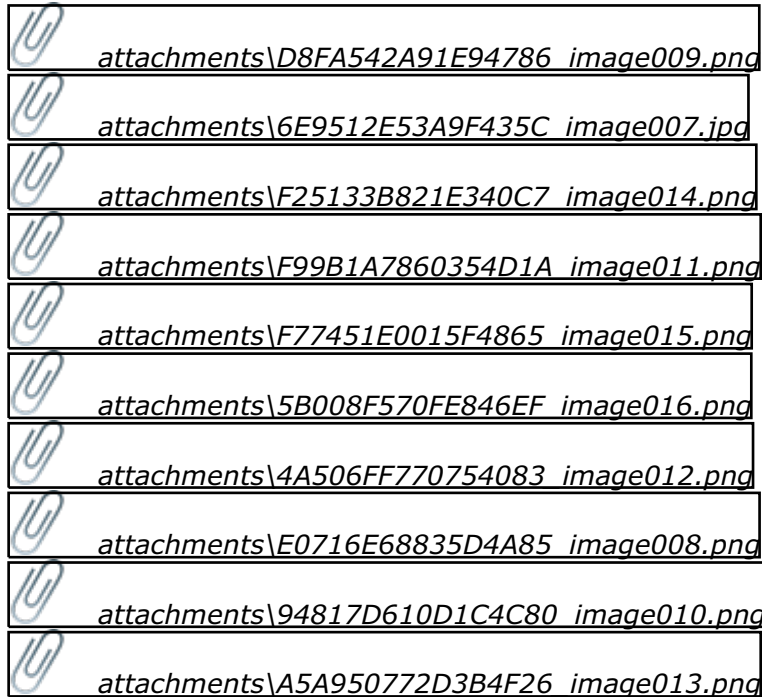 attachments\D8FA542A91E94786_image009.png
attachments\6E9512E53A9F435C_image007.jpg
attachments\F25133B821E340C7_image014.png
attachments\F99B1A7860354D1A_image011.png
attachments\F77451E0015F4865_image015.png
attachments\5B008F570FE846EF_image016.png
attachments\4A506FF770754083_image012.png
attachments\E0716E68835D4A85_image008.png
attachments\94817D610D1C4C80_image010.png
attachments\A5A950772D3B4F26_image013.png